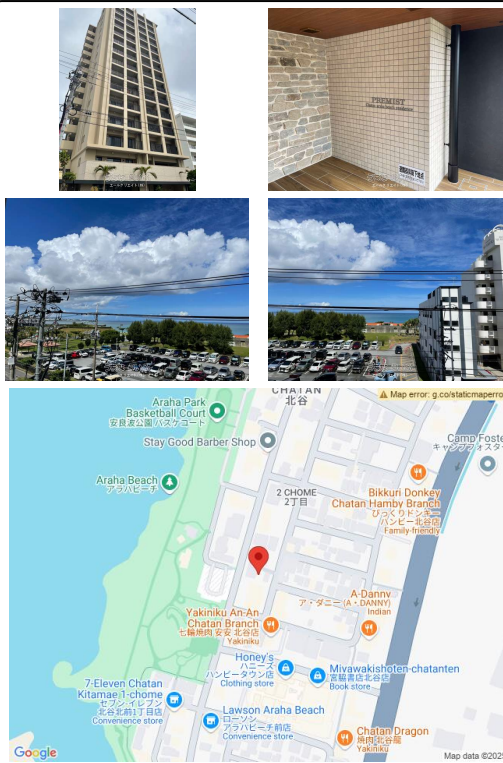 PREMIST
CHATAN
北谷
Map error: g.co/staticmaperro
Araha Park
Basketball Court
安良波公園 バスケコート
Stay Good Barber Shop
Camp Foste
キャンプフォスター
Araha Beach
アラハビーチ
2 CHOME
2丁目
Bikkuri Donkey
Chatan Hamby Branch
びっくりドンキー
ハンビー北谷店
Family-friendly
A-Danny
ア・ダニー (A・DANNY)
Indian
Yakiniku An-An
Chatan Branch
七輪焼肉 安安 北谷店
Yakiniku
Honey's
ハニーズ
ハンビータウン店
Clothing store
Miyawakishoten-chatanten
宮脇書店北谷店
Book store
7-Eleven Chatan
Kitamae 1-chome
セブン-イレブン
北谷北前1丁目店
Convenience store
Lawson Araha Beach
ローソン
アラハビーチ前店
Convenience store
Chatan Dragon
焼肉 北谷龍
Yakiniku
Google
Map data ©2025